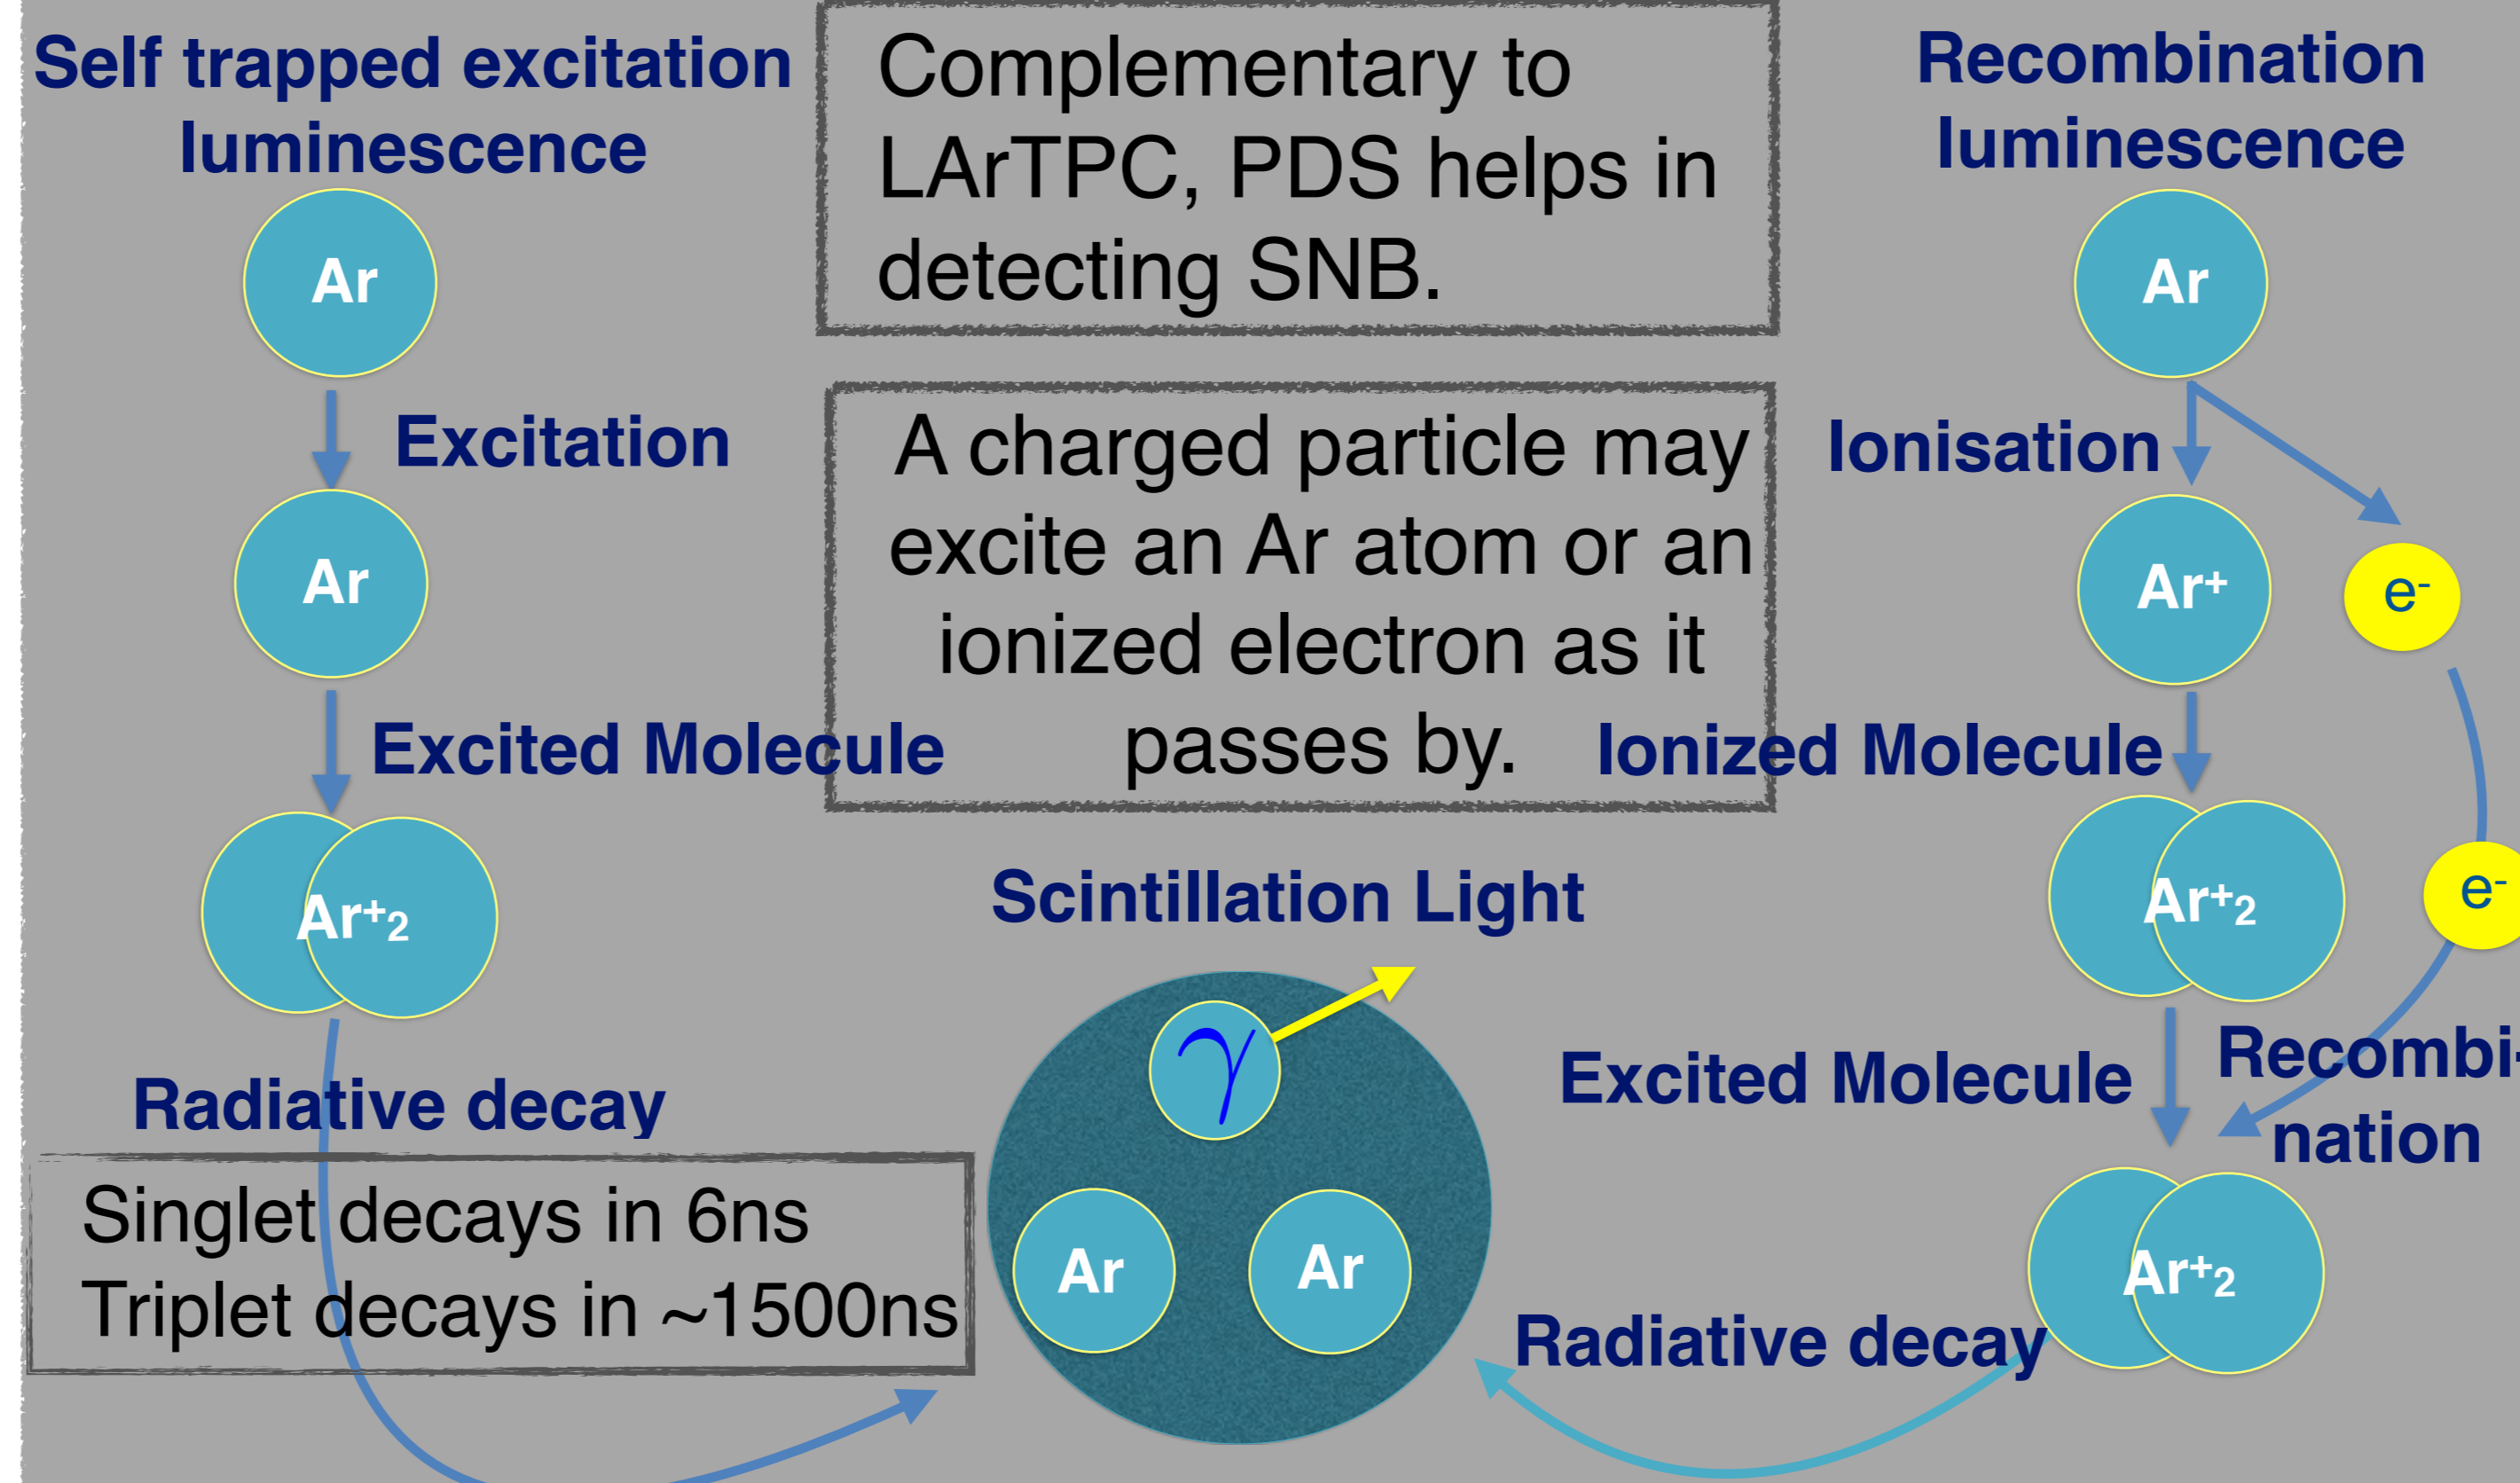 Self trapped excitation
luminescence
Ar
Excitation
Ar
Excited Molecule
Ar⁺₂
Radiative decay
Singlet decays in 6ns
Triplet decays in ~1500ns
Complementary to
LArTPC, PDS helps in
detecting SNB.
A charged particle may
excite an Ar atom or an
ionized electron as it
passes by.
Scintillation Light
γ
Ar
Ar
Recombination
luminescence
Ar
Ionisation
Ar⁺
e⁻
Ionized Molecule
Ar⁺₂
e⁻
Excited Molecule
Recombi-
nation
Ar⁺₂
Radiative decay